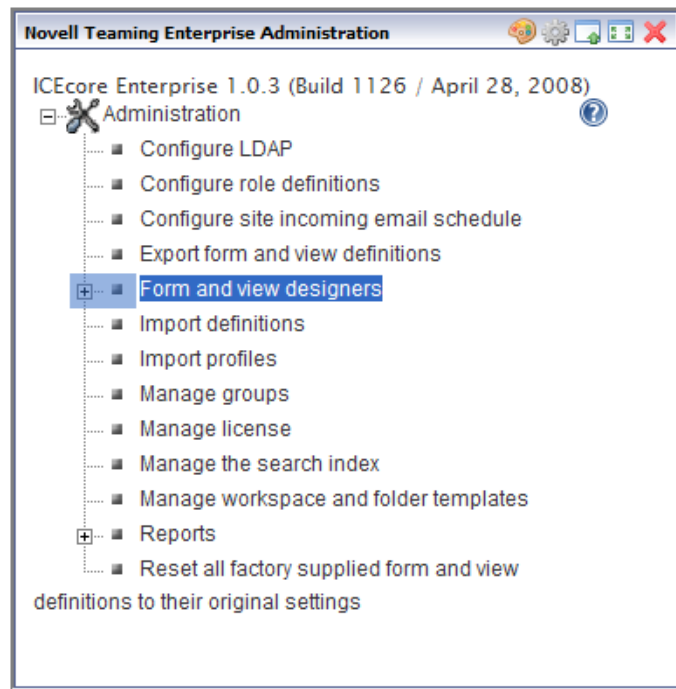 Novell Teaming Enterprise Administration
ICEcore Enterprise 1.0.3 (Build 1126 / April 28, 2008)
Administration
Configure LDAP
Configure role definitions
Configure site incoming email schedule
Export form and view definitions
Form and view designers
Import definitions
Import profiles
Manage groups
Manage license
Manage the search index
Manage workspace and folder templates
Reports
Reset all factory supplied form and view
definitions to their original settings